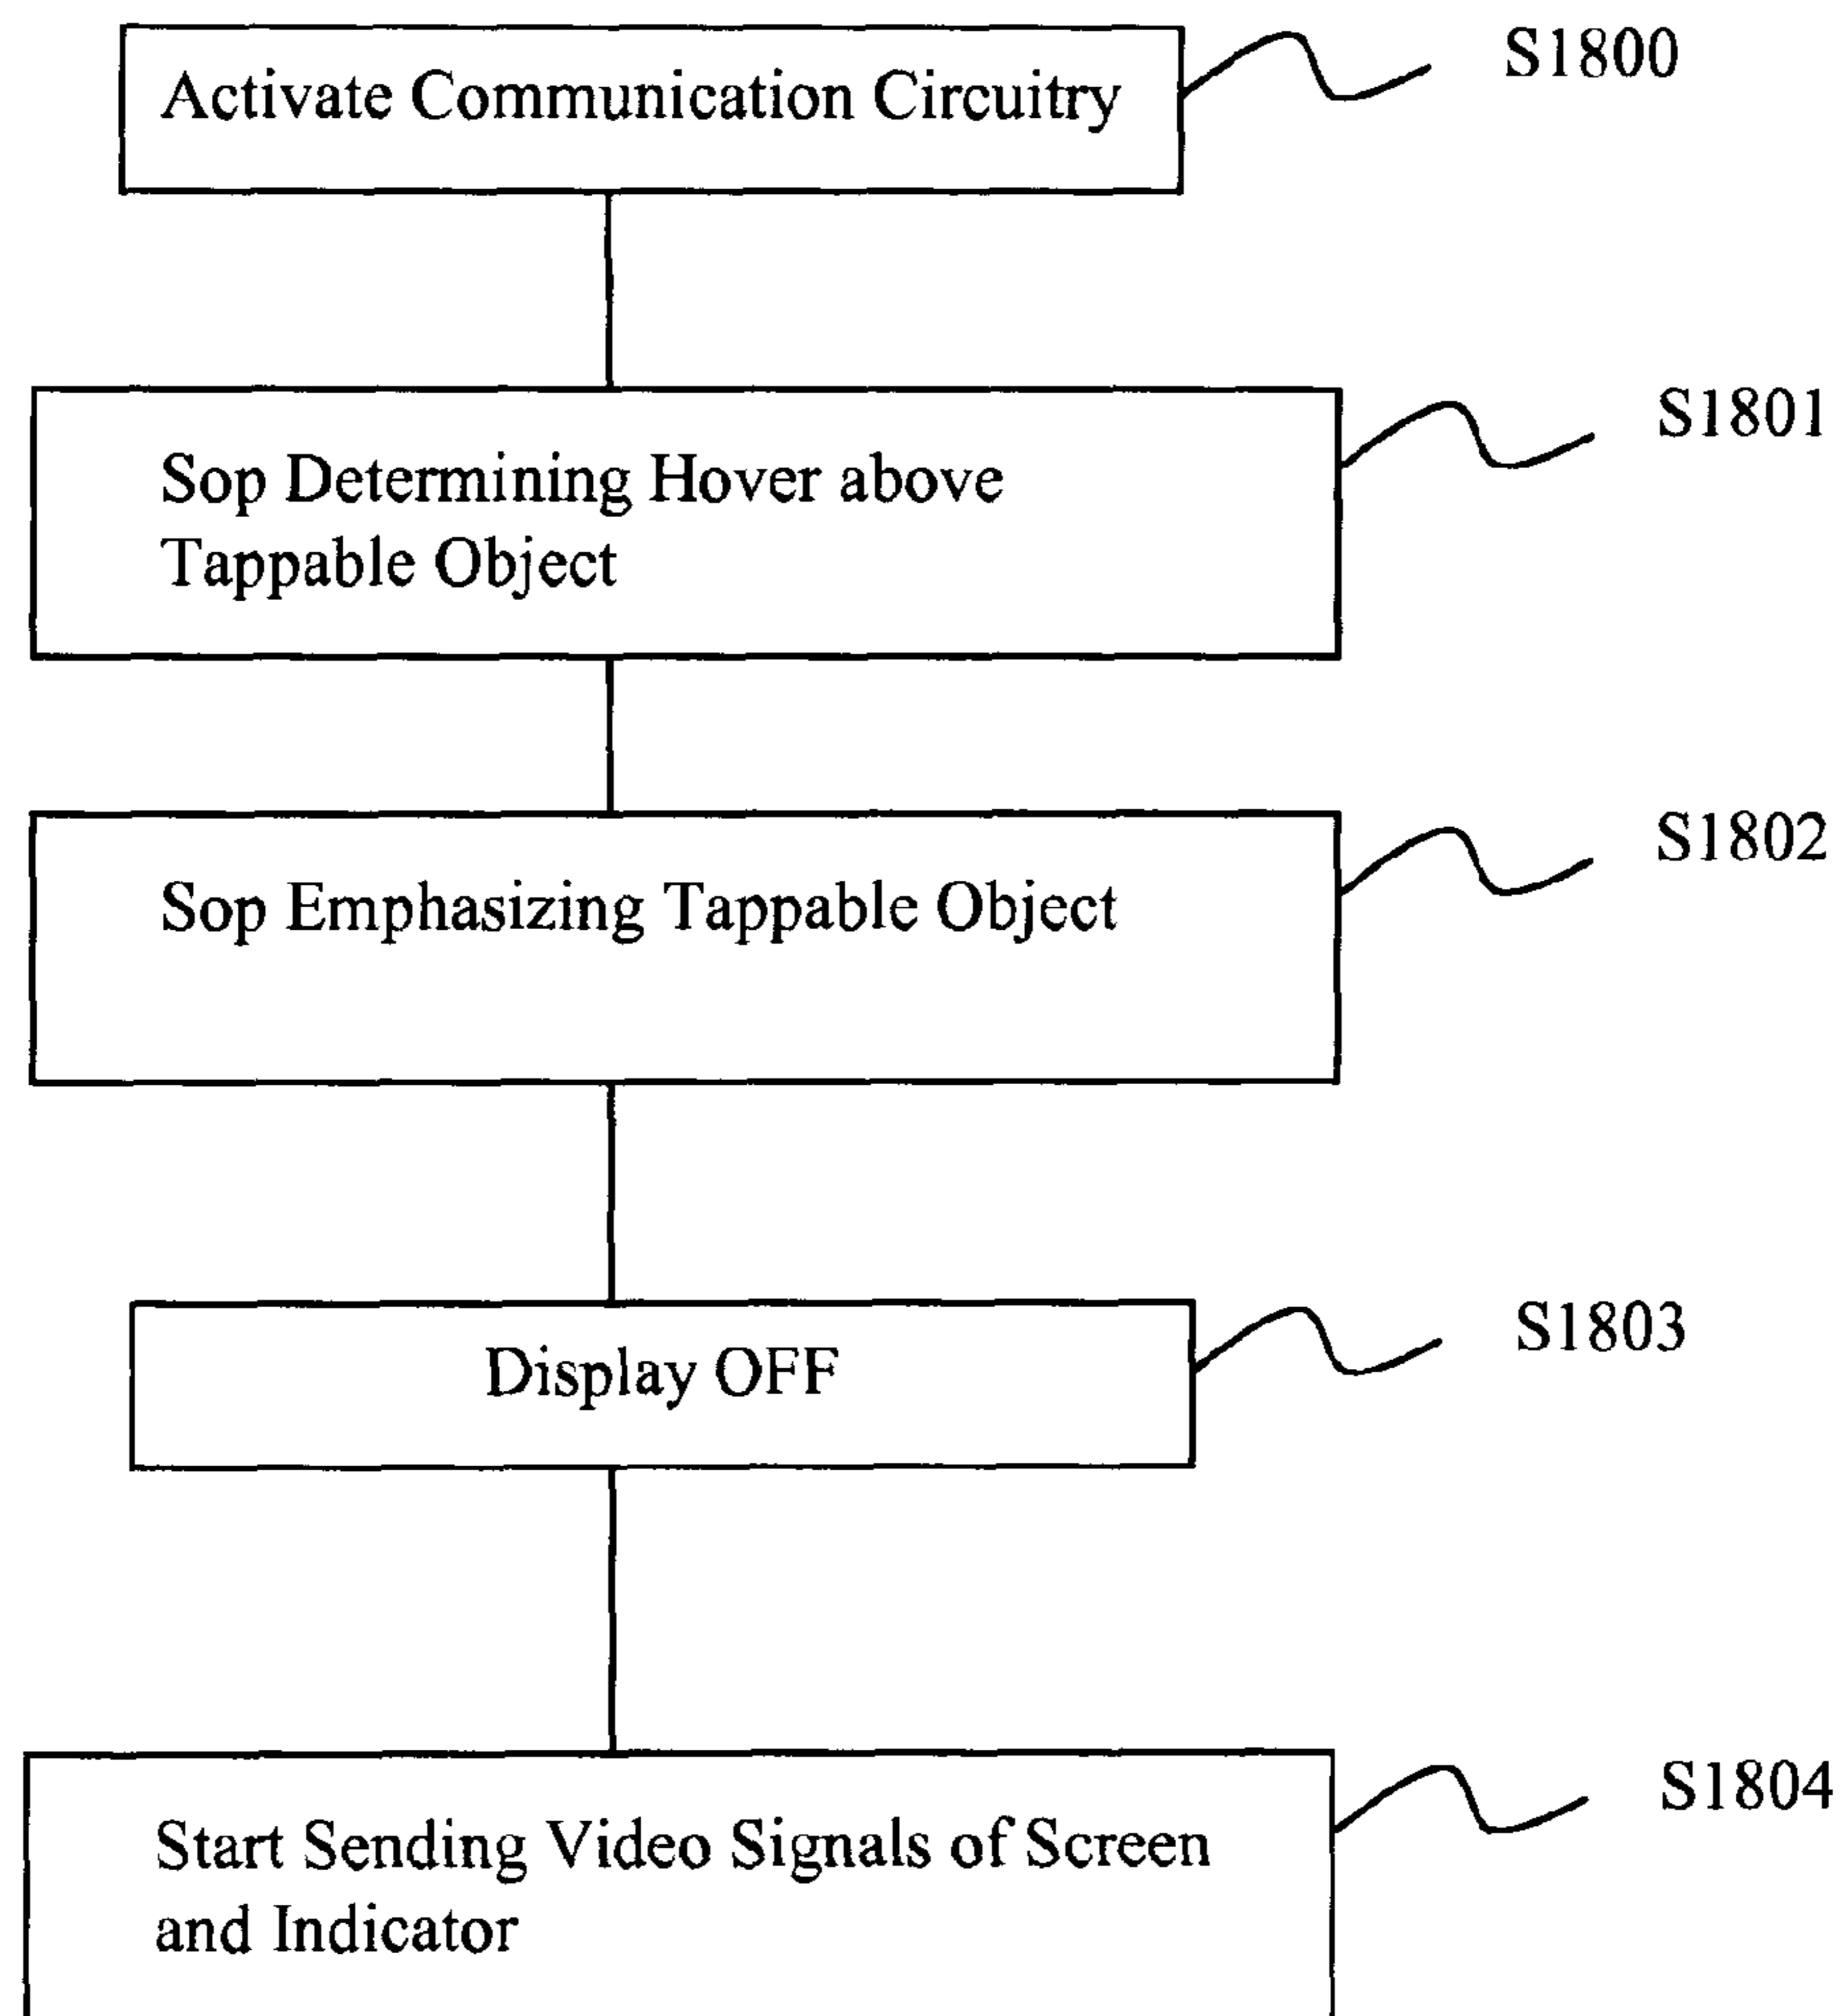 Activate Communication Circuitry
S1800
Sop Determining Hover above
Tappable Object
S1801
Sop Emphasizing Tappable Object
S1802
Display OFF
S1803
Start Sending Video Signals of Screen
and Indicator
S1804